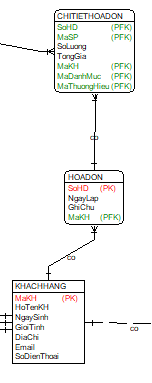 CHITIETHOADON
SoHD (PFK)
MaSP (PFK)
SoLuong
TongGia
MaKH (PFK)
MaDanhMuc (PFK)
MaThuongHieu (PFK)
co
HOADON
SoHD (PK)
NgayLap
GhiChu
MaKH (PFK)
co
KHACHHANG
MaKH (PK)
HoTenKH
NgaySinh
GioiTinh
DiaChi
Email
SoDienThoai
co